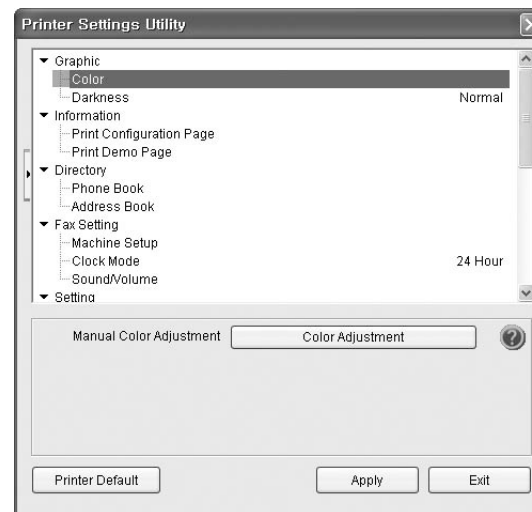 Printer Settings Utility
Graphic
Color
Darkness Normal
Information
Print Configuration Page
Print Demo Page
Directory
Phone Book
Address Book
Fax Setting
Machine Setup
Clock Mode 24 Hour
Sound/Volume
Setting
Manual Color Adjustment Color Adjustment ?
Printer Default Apply Exit